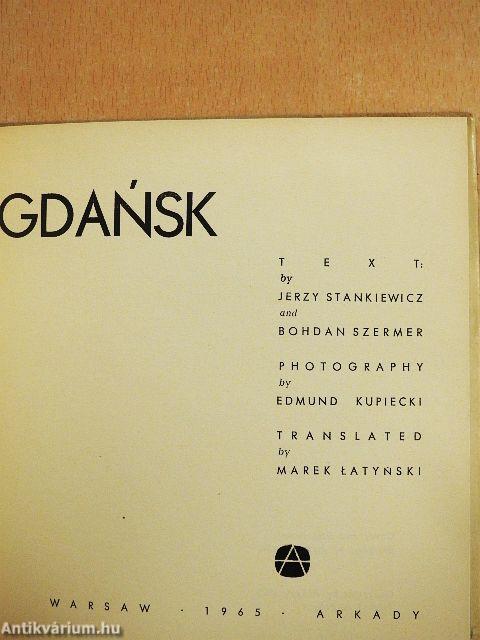 GDAŃSK
TEXT:
by
JERZY STANKIEWICZ
and
BOHDAN SZERMER
PHOTOGRAPHY
by
EDMUND KUPIECKI
TRANSLATED
by
MAREK ŁATYŃSKI
WARSAW · 1965 · ARKADY
Antikvárium.hu